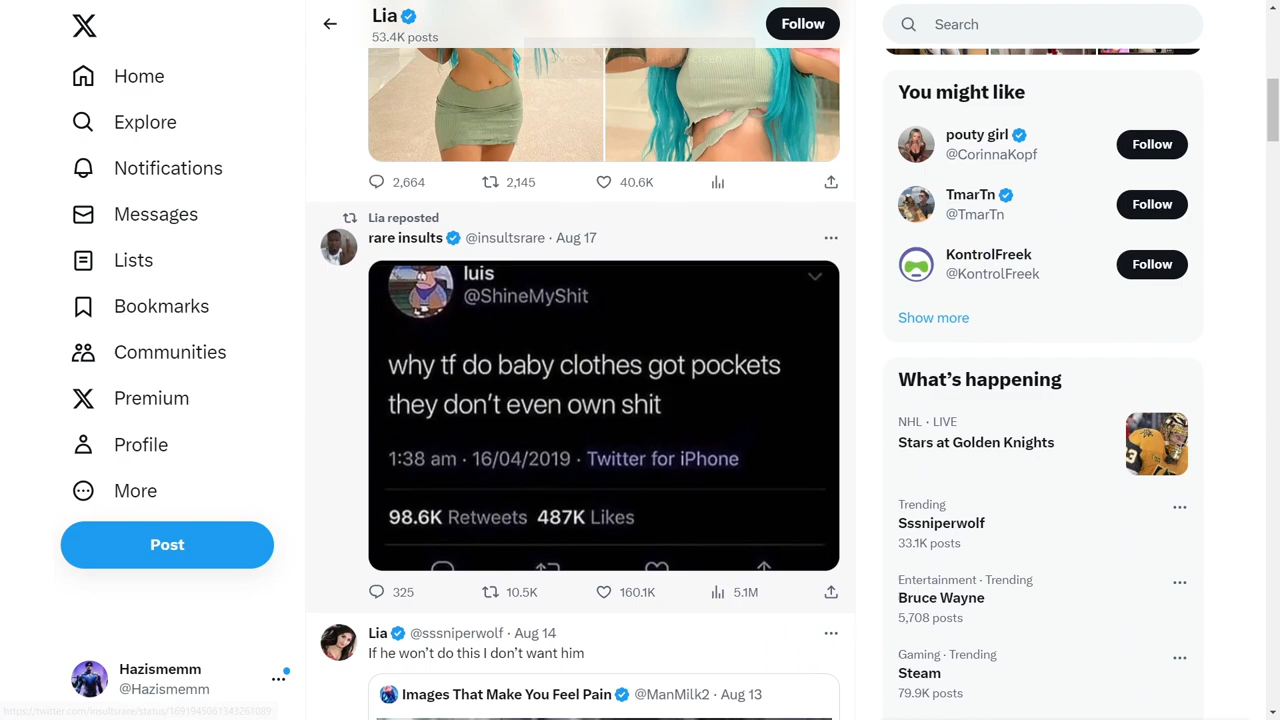 Home
Explore
Notifications
Messages
Lists
Bookmarks
Communities
Premium
Profile
More
Post
Hazismemm
@Hazismemm
https://twitter.com/insultsrare/status/1691945061343261089
Lia
53.4K posts
Follow
2,664 2,145 40.6K
Lia reposted
rare insults @insultsrare · Aug 17
luis
@ShineMyShit
why tf do baby clothes got pockets
they don't even own shit
1:38 am · 16/04/2019 · Twitter for iPhone
98.6K Retweets 487K Likes
325 10.5K 160.1K 5.1M
Lia @sssniperwolf · Aug 14
If he won't do this I don't want him
Images That Make You Feel Pain @ManMilk2 · Aug 13
Search
You might like
pouty girl
@CorinnaKopf
Follow
TmarTn
@TmarTn
Follow
KontrolFreek
@KontrolFreek
Follow
Show more
What's happening
NHL · LIVE
Stars at Golden Knights
Trending
Sssniperwolf
33.1K posts
Entertainment · Trending
Bruce Wayne
5,708 posts
Gaming · Trending
Steam
79.9K posts